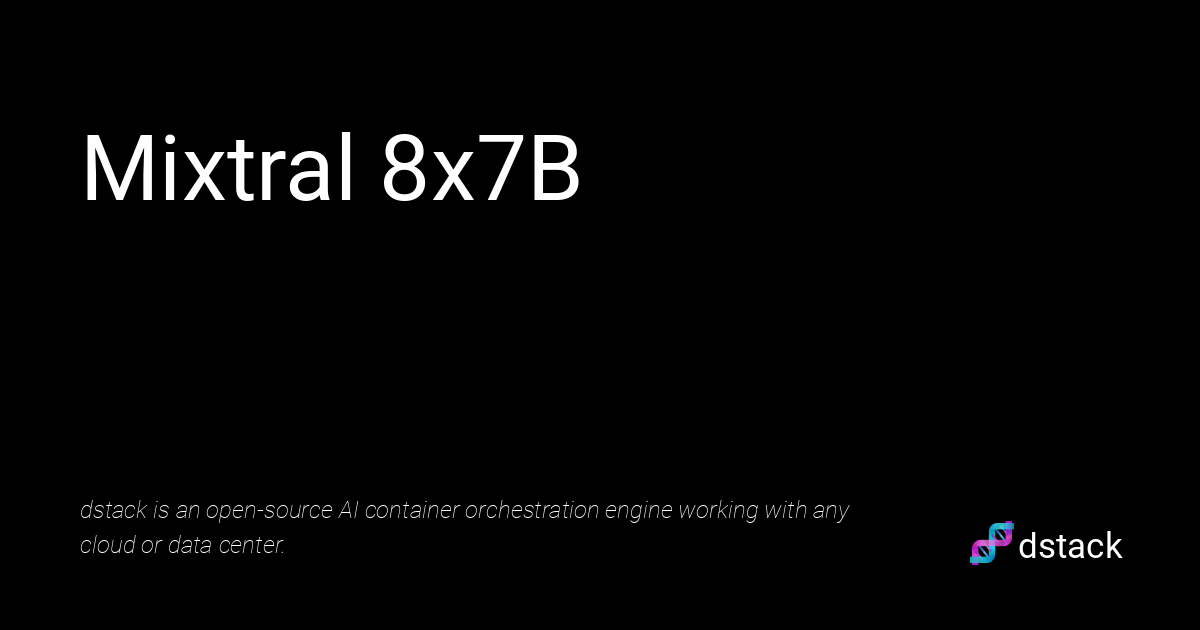 Mixtral 8x7B
dstack is an open-source AI container orchestration engine working with any
cloud or data center.
dstack